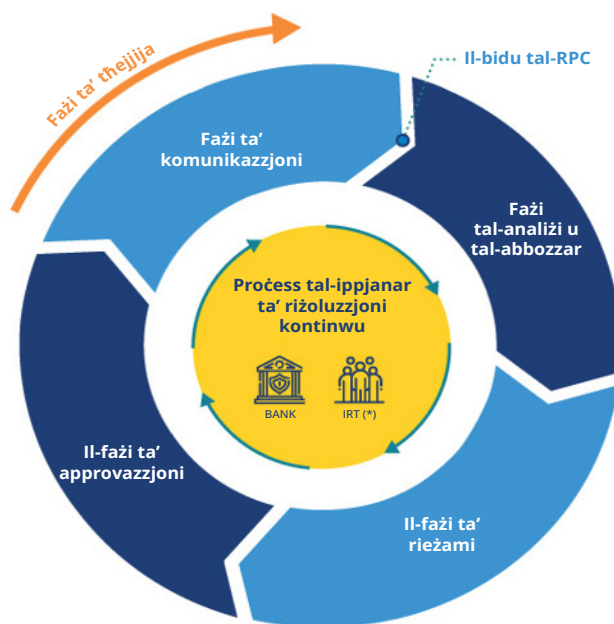 Fażi ta’ tħejjija
Il-bidu tal-RPC
Fażi ta’
komunikazzjoni
Fażi
tal-analiżi u
tal-abbozzar
Proċess tal-ippjanar
ta’ riżoluzzjoni
kontinwu
BANK
IRT (*)
Il-fażi ta’
approvazzjoni
Il-fażi ta’
rieżami